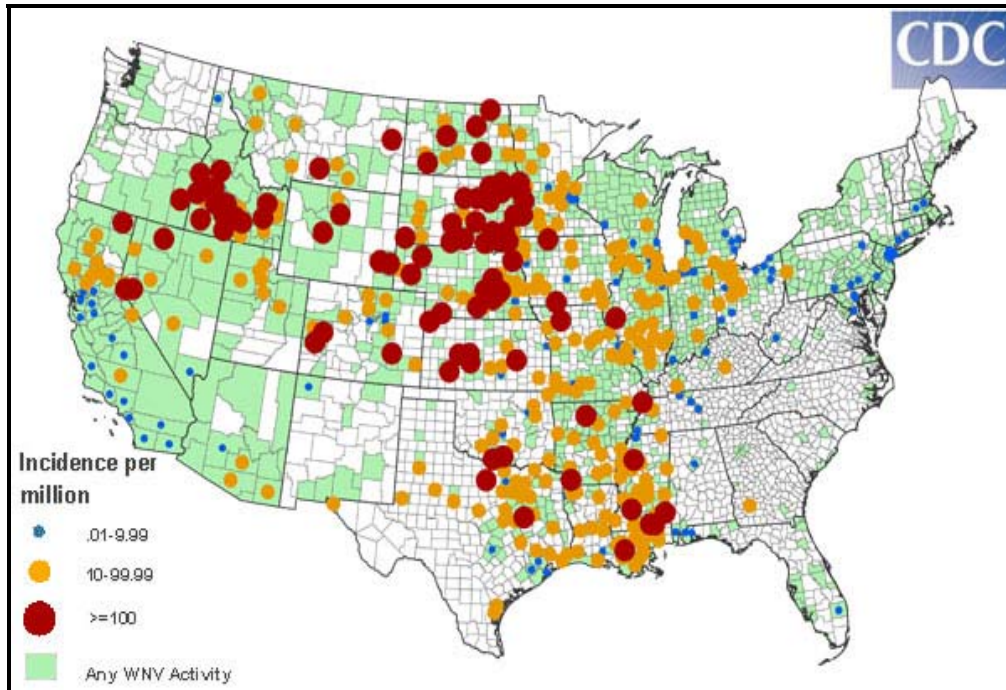 CDC
Incidence per
million
.01-9.99
10-99.99
>=100
Any WNV Activity